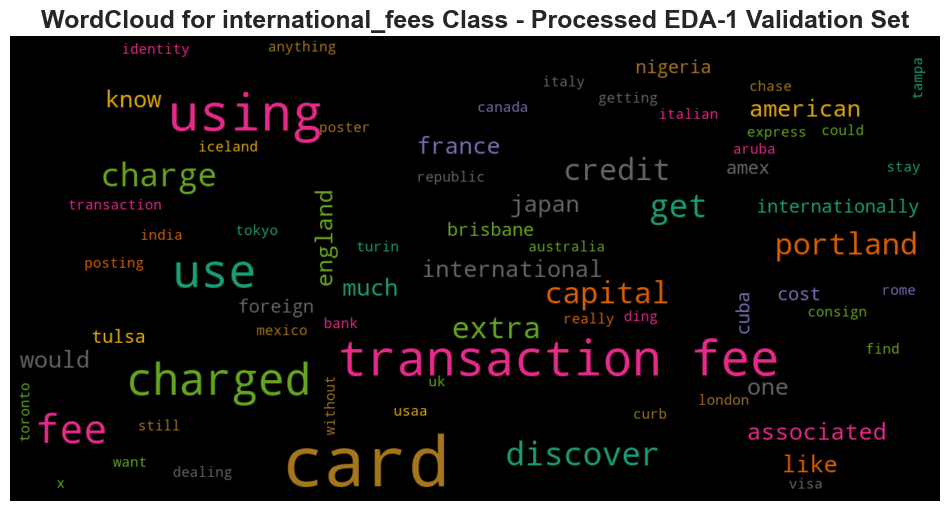 WordCloud for international_fees Class - Processed EDA-1 Validation Set
identity
anything
italy
nigeria
tampa
know
using
canada
getting
chase
american
italian
poster
express
could
iceland
france
aruba
charge
republic
credit
amex
stay
transaction
england
japan
get
internationally
india
tokyo
turin
brisbane
australia
portland
posting
use
international
much
capital
cuba
cost
rome
foreign
consign
tulsa
mexico
bank
extra
really
ding
would
transaction fee
find
charged
uk
one
toronto
without
usaa
curb
london
fee
still
card
discover
associated
want
dealing
like
x
visa